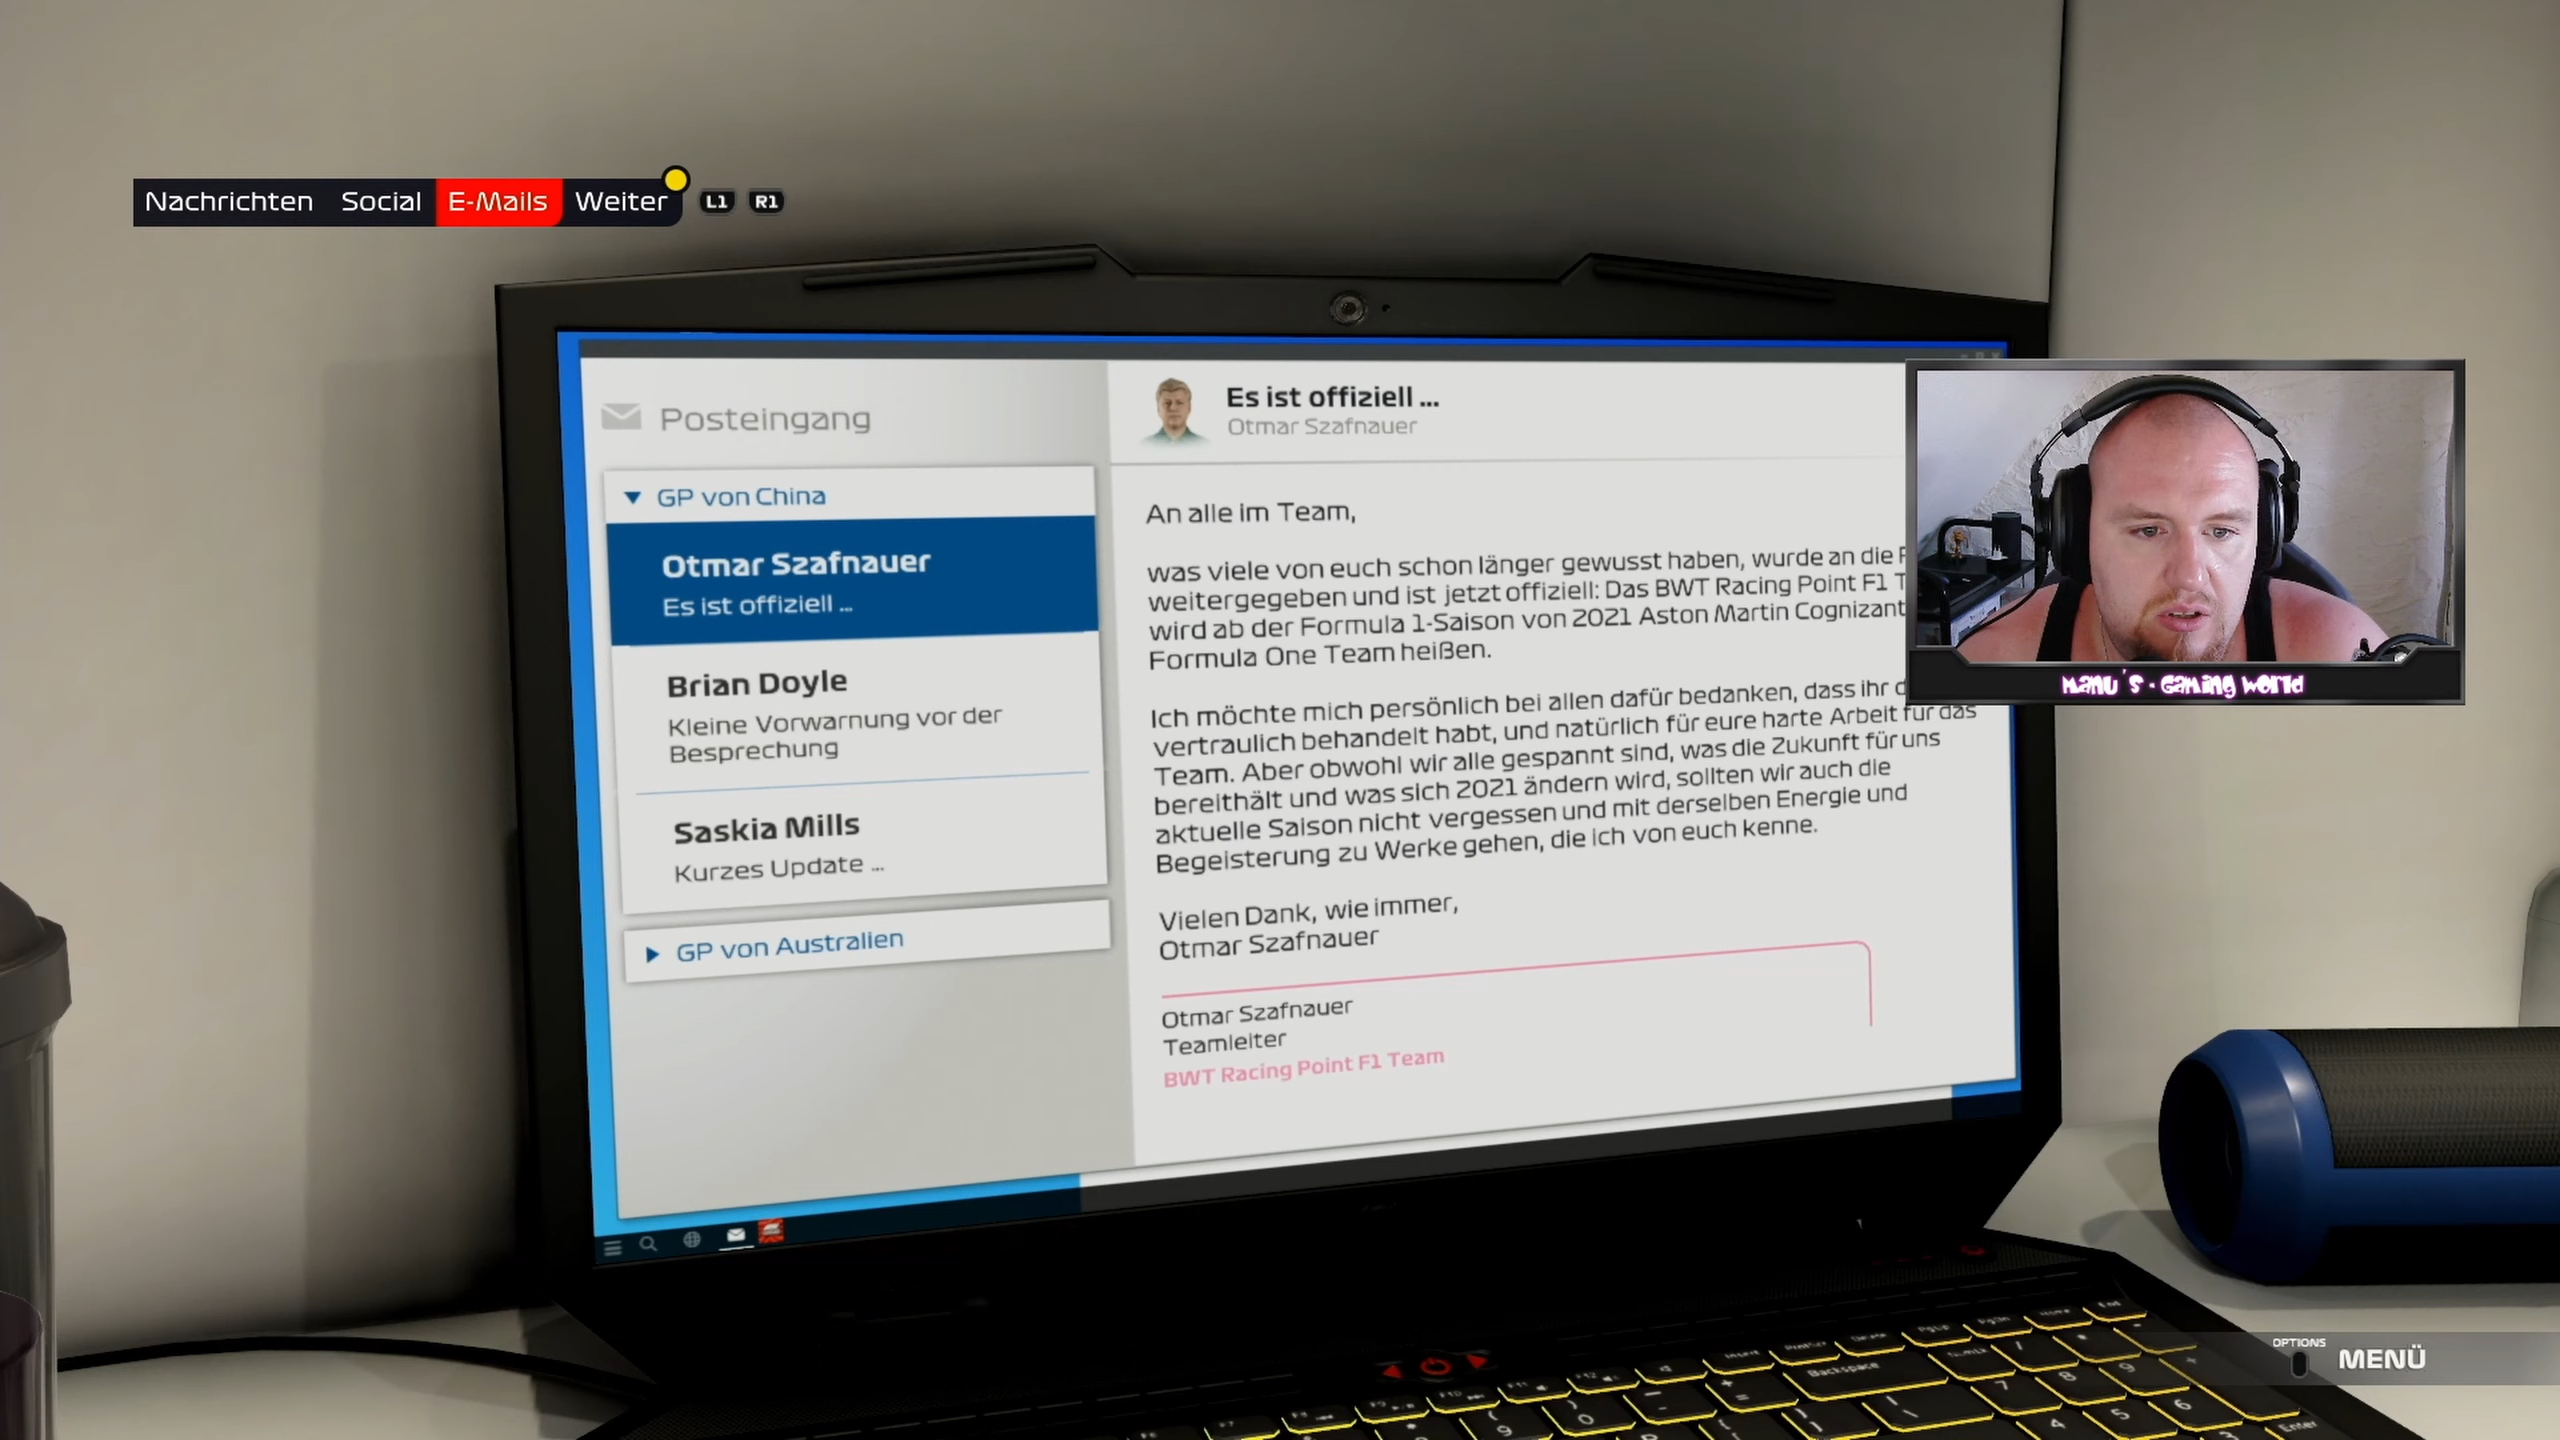 Nachrichten Social E-Mails Weiter L1 R1
Posteingang
GP von China
Otmar Szafnauer
Es ist offiziell ...
Brian Doyle
Kleine Vorwarnung vor der
Besprechung
Saskia Mills
Kurzes Update ...
GP von Australien
Es ist offiziell ...
Otmar Szafnauer
An alle im Team,
was viele von euch schon länger gewusst haben, wurde an die
weitergegeben und ist jetzt offiziell: Das BWT Racing Point F1
wird ab der Formula 1-Saison von 2021 Aston Martin Cognizant
Formula One Team heißen.
Ich möchte mich persönlich bei allen dafür bedanken, dass ihr
vertraulich behandelt habt, und natürlich für eure harte Arbeit für das
Team. Aber obwohl wir alle gespannt sind, was die Zukunft für uns
bereithält und was sich 2021 ändern wird, sollten wir auch die
aktuelle Saison nicht vergessen und mit derselben Energie und
Begeisterung zu Werke gehen, die ich von euch kenne.
Vielen Dank, wie immer,
Otmar Szafnauer
Otmar Szafnauer
Teamleiter
BWT Racing Point F1 Team
Manu's - Gaming World
OPTIONS
MENÜ
Backspace
Enter